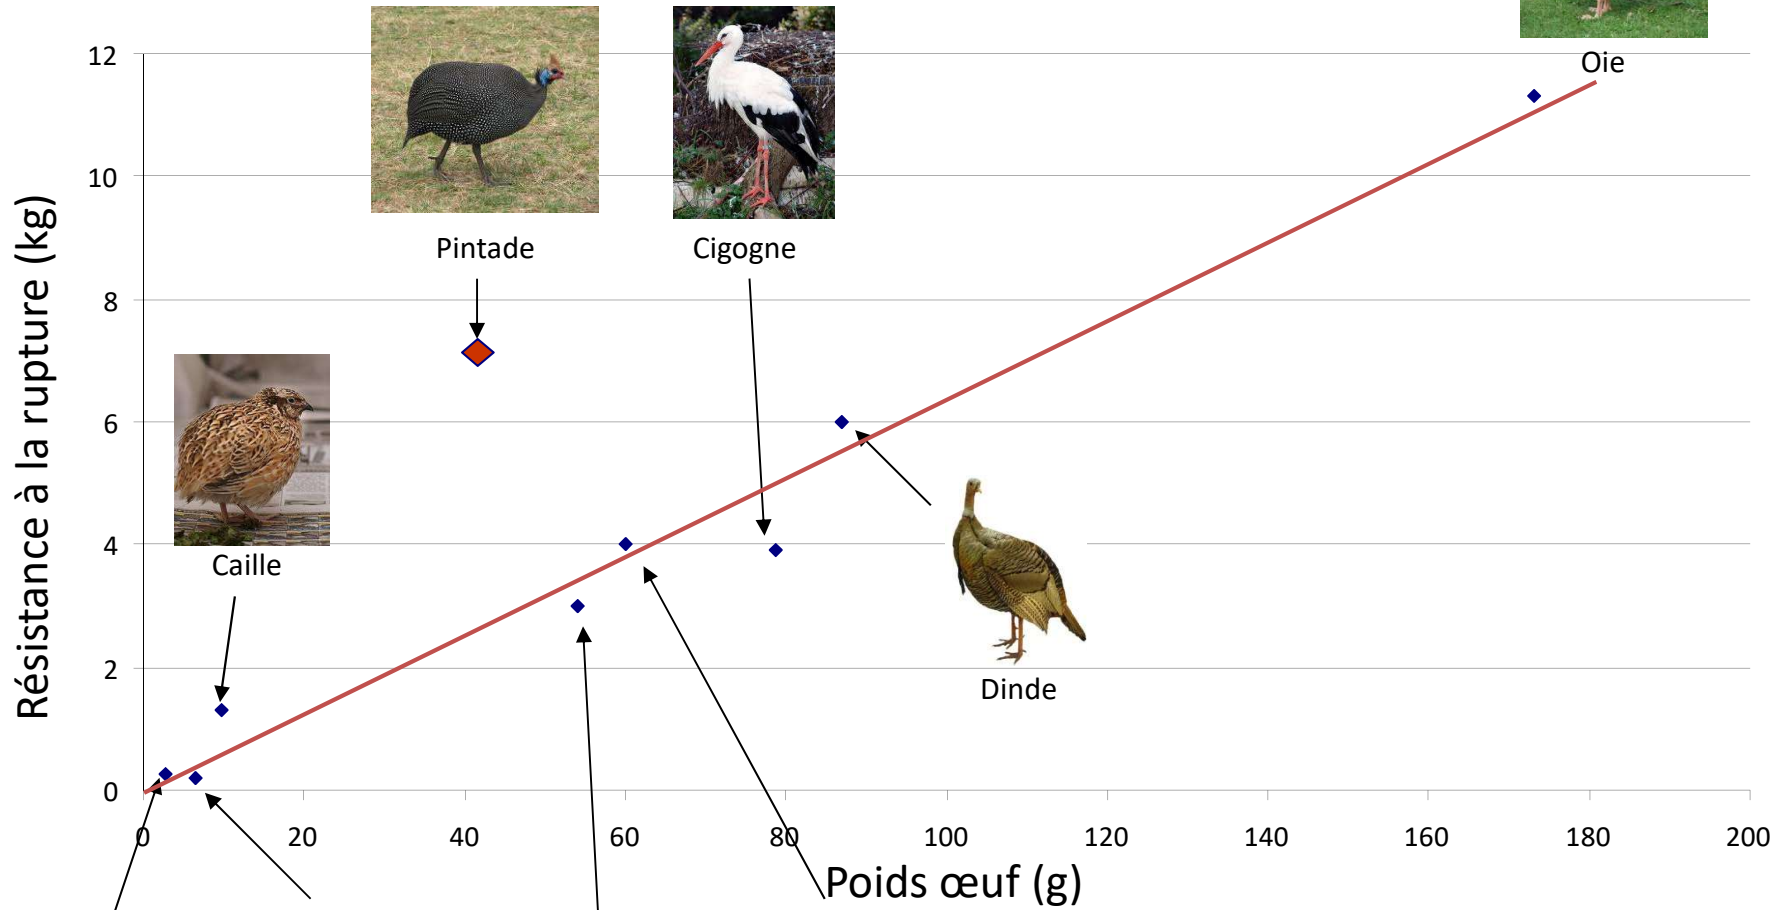 Oie
12
10
8
6
4
2
0
Résistance à la rupture (kg)
Pintade
Cigogne
Caille
Dinde
0 20 40 60 80 100 120 140 160 180 200
Poids œuf (g)